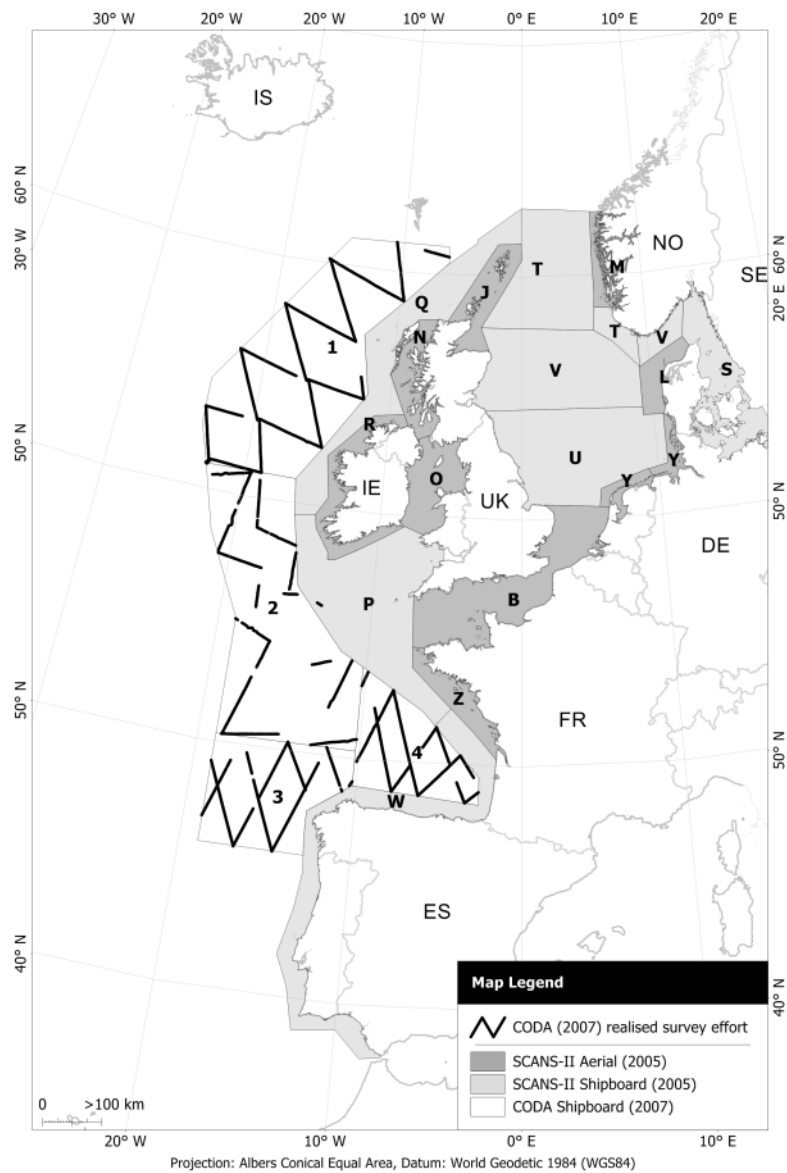 30° W 20° W 10° W 0° E 10° E 20° E
IS
60° N
30° W
NO
60° N
SE
20° E
M
T
J
Q
N
T
V
1
V
L
S
R
50° N
U
Y
Y
O
IE
UK
50° N
DE
2
P
B
Z
FR
50° N
50° N
4
3
W
ES
40° N
40° N
Map Legend
CODA (2007) realised survey effort
SCANS-II Aerial (2005)
SCANS-II Shipboard (2005)
CODA Shipboard (2007)
0 >100 km
20° W 10° W 0° E 10° E
Projection: Albers Conical Equal Area, Datum: World Geodetic 1984 (WGS84)